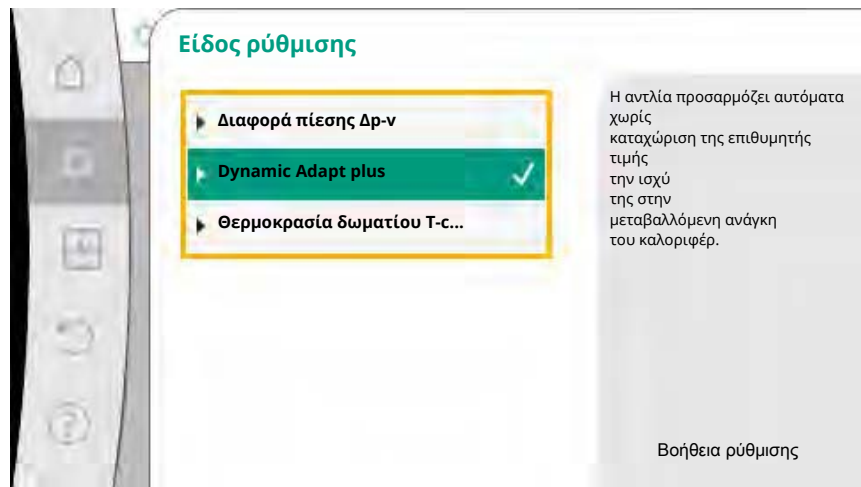 Είδος ρύθμισης
Διαφορά πίεσης Δp-v
Dynamic Adapt plus
Θερμοκρασία δωματίου T-c...
Η αντλία προσαρμόζει αυτόματα
χωρίς
καταχώριση της επιθυμητής
τιμής
την ισχύ
της στην
μεταβαλλόμενη ανάγκη
του καλοριφέρ.
Βοήθεια ρύθμισης